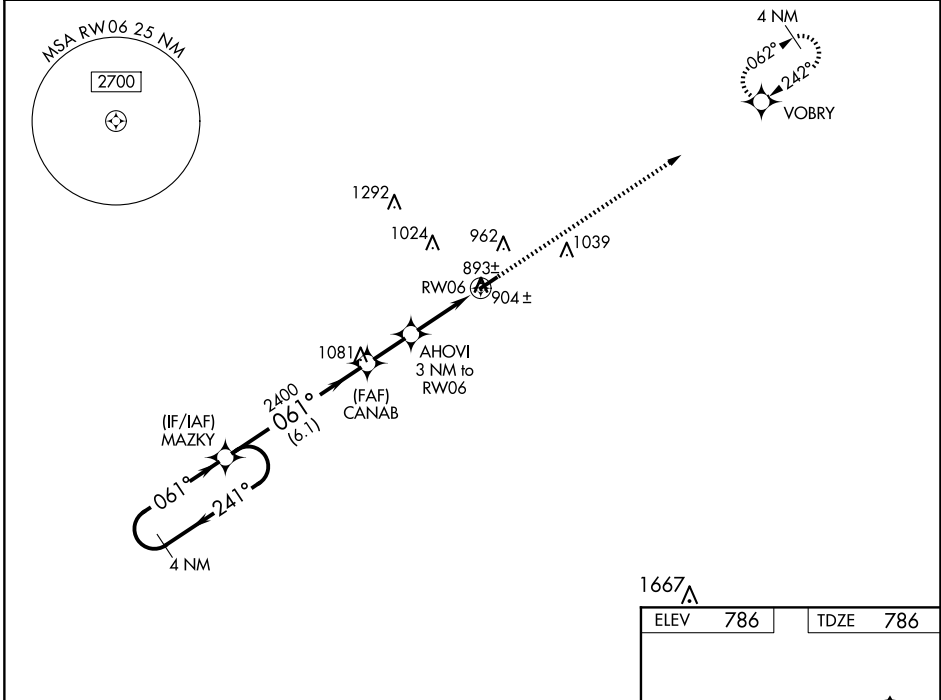 MSA RW06 25 NM
2700
4 NM
062°
242°
VOBRY
1292
1024
962
1039
893±
RW06
904±
1081
AHOVI
3 NM to
RW06
(FAF)
CANAB
2400
061°
(6.1)
(IF/IAF)
MAZKY
061°
241°
4 NM
1667
ELEV 786
TDZE 786